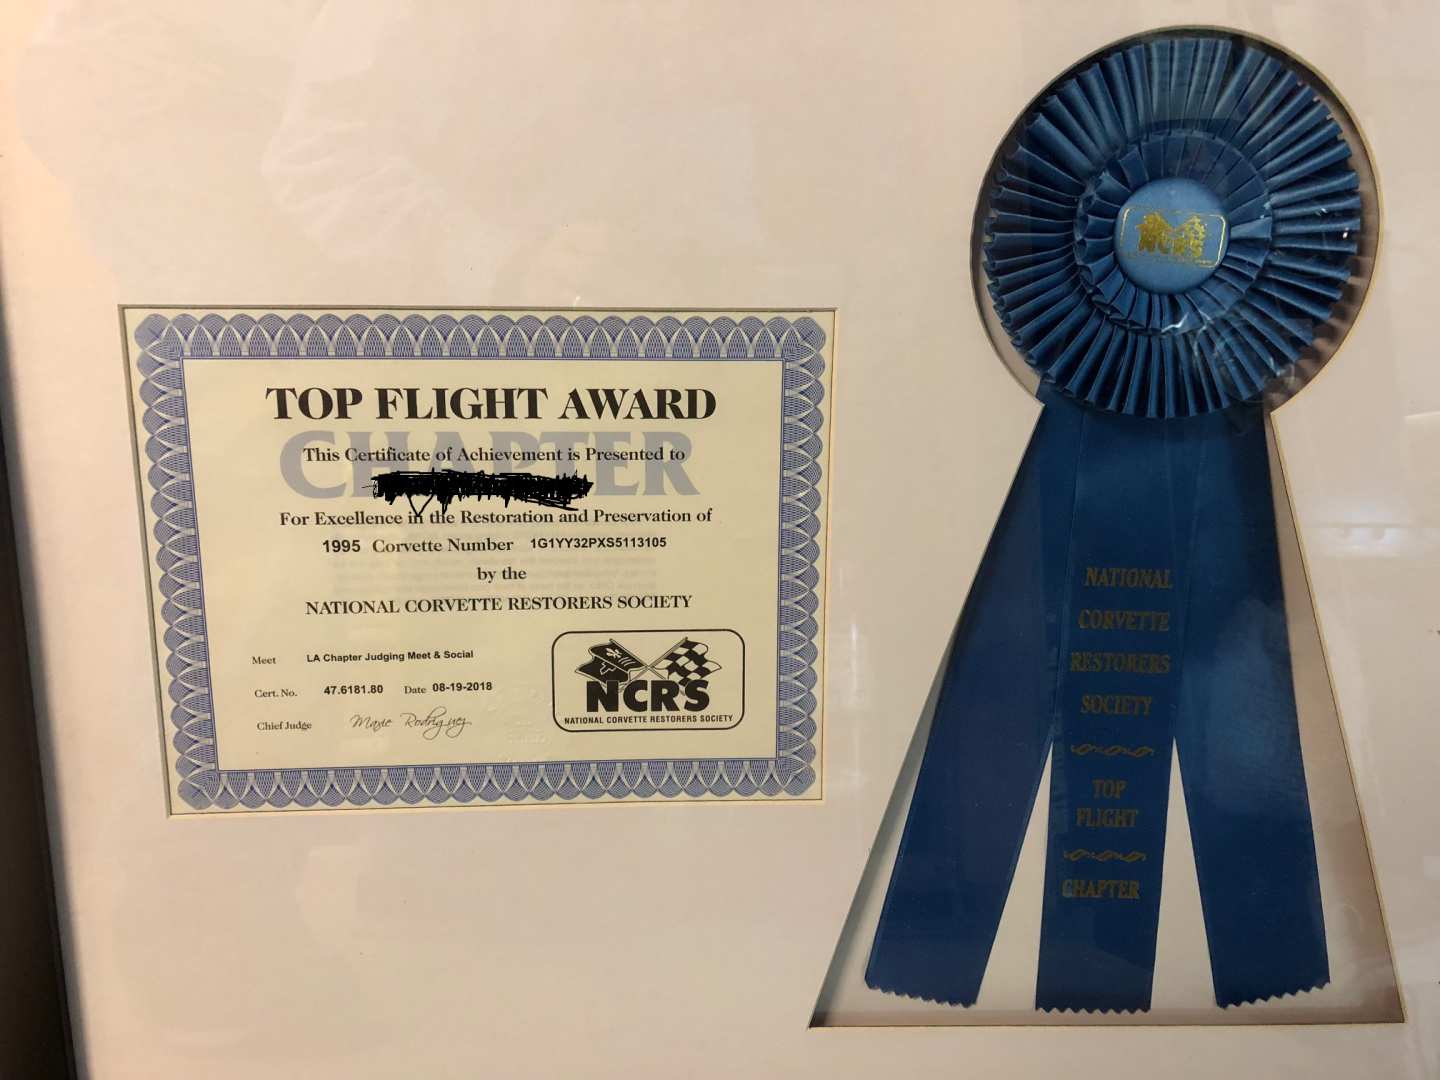 TOP FLIGHT AWARD
CHAPTER
This Certificate of Achievement is Presented to
For Excellence in the Restoration and Preservation of
1995 Corvette Number 1G1YY32PXS5113105
by the
NATIONAL CORVETTE RESTORERS SOCIETY
Meet LA Chapter Judging Meet & Social
Cert. No. 47.6181.80 Date 08-19-2018
Chief Judge Maxie Rodriguez
NCRS
NATIONAL CORVETTE RESTORERS SOCIETY
NCRS
NATIONAL
CORVETTE
RESTORERS
SOCIETY
TOP
FLIGHT
CHAPTER